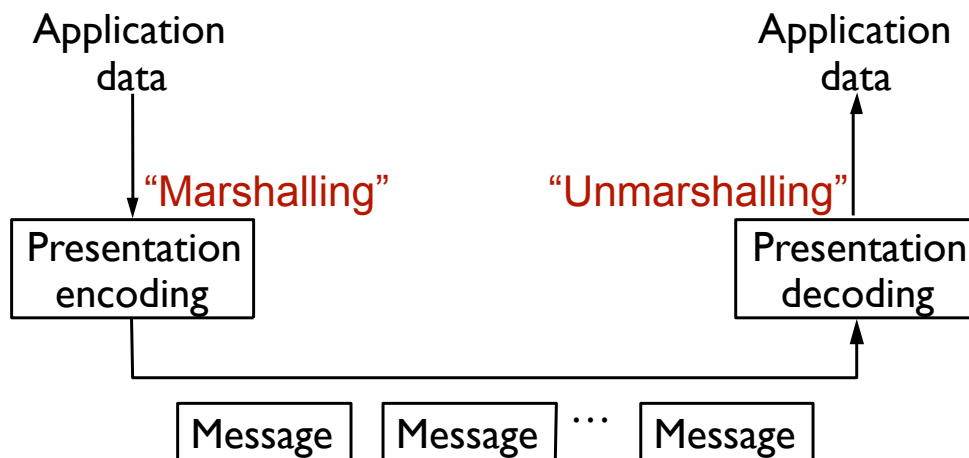 Application
data
Application
data
“Marshalling”
“Unmarshalling”
Presentation
encoding
Presentation
decoding
Message
Message
...
Message